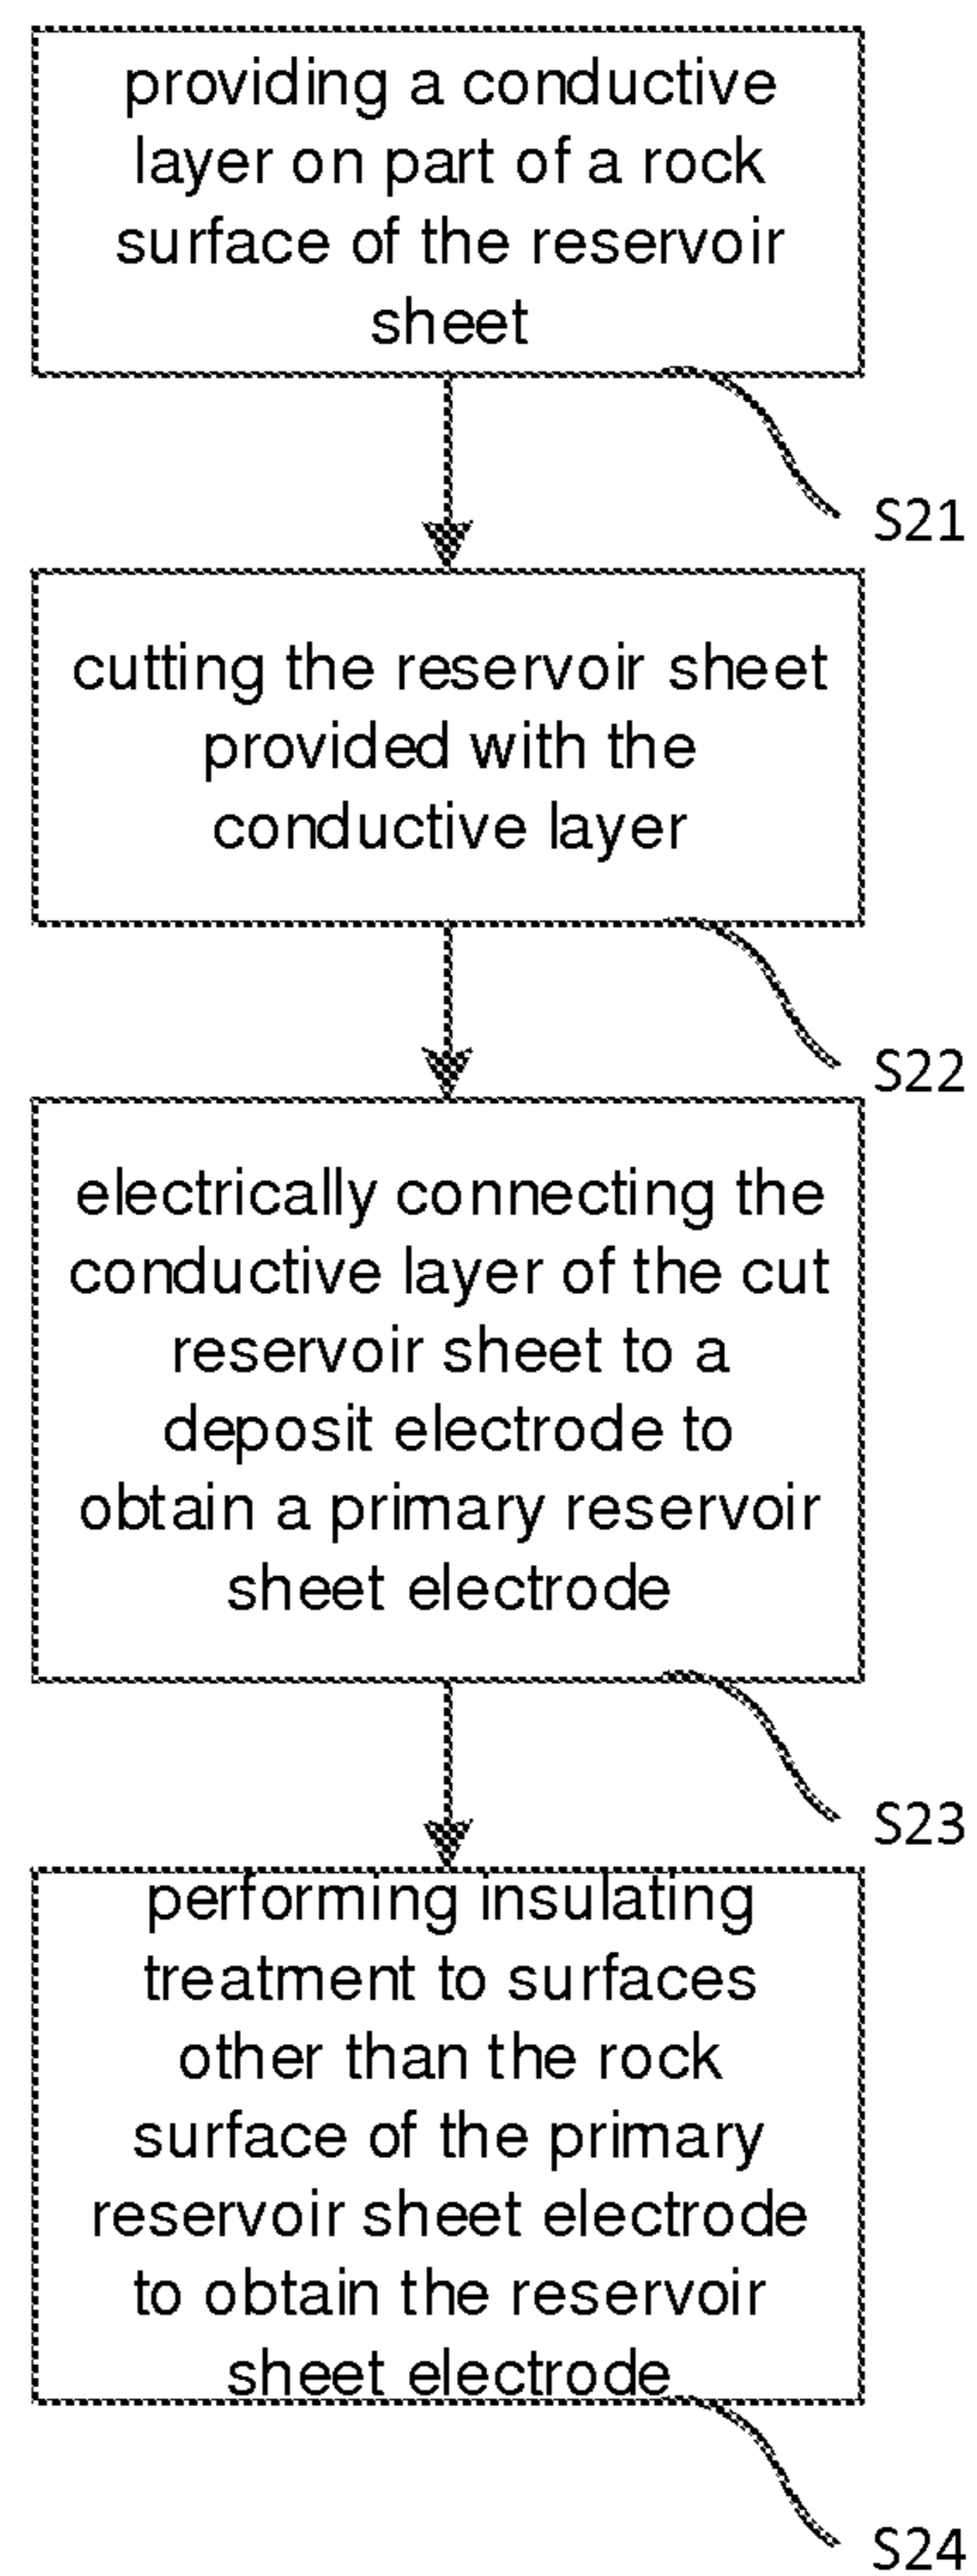 providing a conductive
layer on part of a rock
surface of the reservoir
sheet
S21
cutting the reservoir sheet
provided with the
conductive layer
S22
electrically connecting the
conductive layer of the cut
reservoir sheet to a
deposit electrode to
obtain a primary reservoir
sheet electrode
S23
performing insulating
treatment to surfaces
other than the rock
surface of the primary
reservoir sheet electrode
to obtain the reservoir
sheet electrode
S24